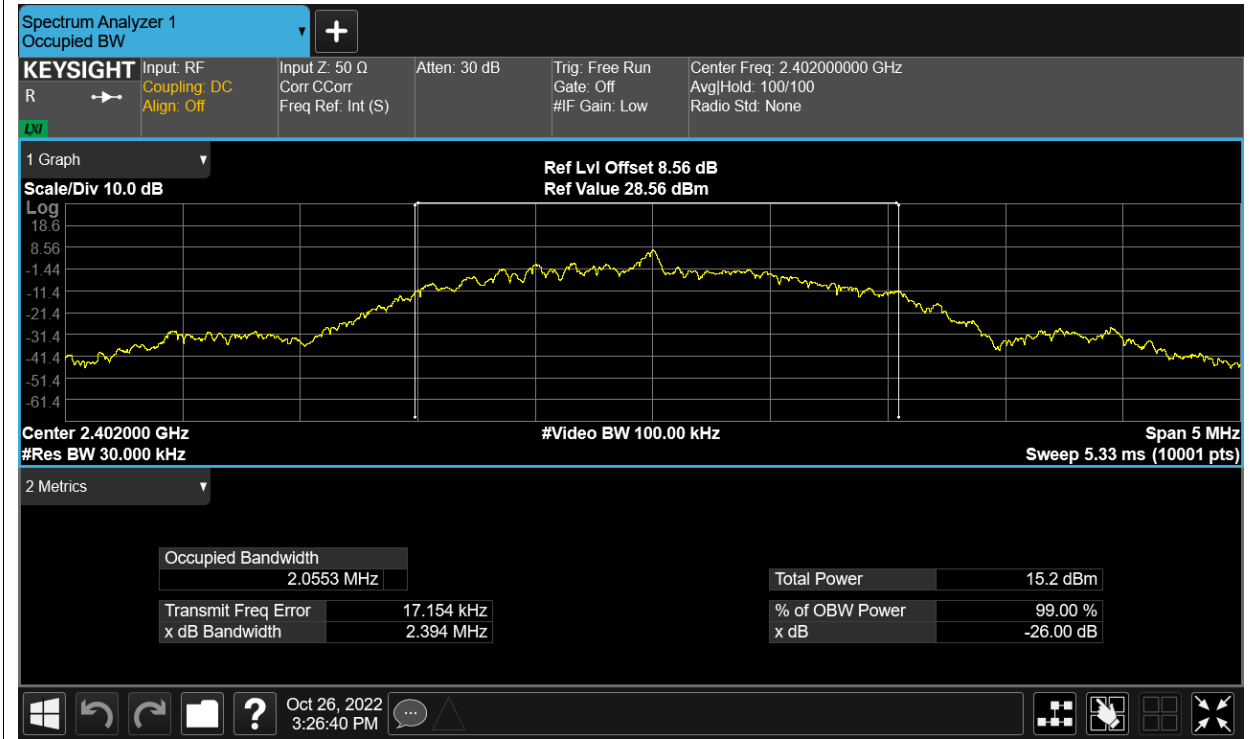 Spectrum Analyzer 1
Occupied BW
KEYSIGHT
R
LXI
Input: RF
Coupling: DC
Align: Off
Input Z: 50 Ω
Corr CCorr
Freq Ref: Int (S)
Atten: 30 dB
Trig: Free Run
Gate: Off
#IF Gain: Low
Center Freq: 2.402000000 GHz
Avg|Hold: 100/100
Radio Std: None
1 Graph
Scale/Div 10.0 dB
Ref Lvl Offset 8.56 dB
Ref Value 28.56 dBm
Log
18.6
8.56
-1.44
-11.4
-21.4
-31.4
-41.4
-51.4
-61.4
Center 2.402000 GHz
#Res BW 30.000 kHz
#Video BW 100.00 kHz
Span 5 MHz
Sweep 5.33 ms (10001 pts)
2 Metrics
Occupied Bandwidth
2.0553 MHz
Transmit Freq Error 17.154 kHz
x dB Bandwidth 2.394 MHz
Total Power 15.2 dBm
% of OBW Power 99.00 %
x dB -26.00 dB
?
Oct 26, 2022
3:26:40 PM